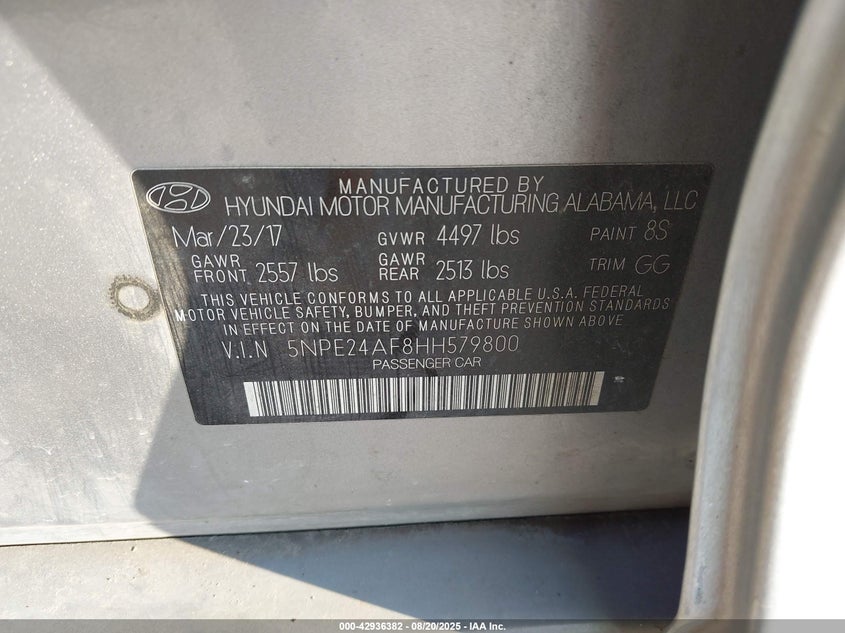 MANUFACTURED BY
HYUNDAI MOTOR MANUFACTURING ALABAMA, LLC
Mar/23/17 GVWR 4497 lbs PAINT 8S
GAWR FRONT 2557 lbs GAWR REAR 2513 lbs TRIM GG
THIS VEHICLE CONFORMS TO ALL APPLICABLE U.S.A. FEDERAL
MOTOR VEHICLE SAFETY, BUMPER, AND THEFT PREVENTION STANDARDS
IN EFFECT ON THE DATE OF MANUFACTURE SHOWN ABOVE
V.I.N 5NPE24AF8HH579800
PASSENGER CAR
000-42936382 - 08/20/2025 - IAA Inc.